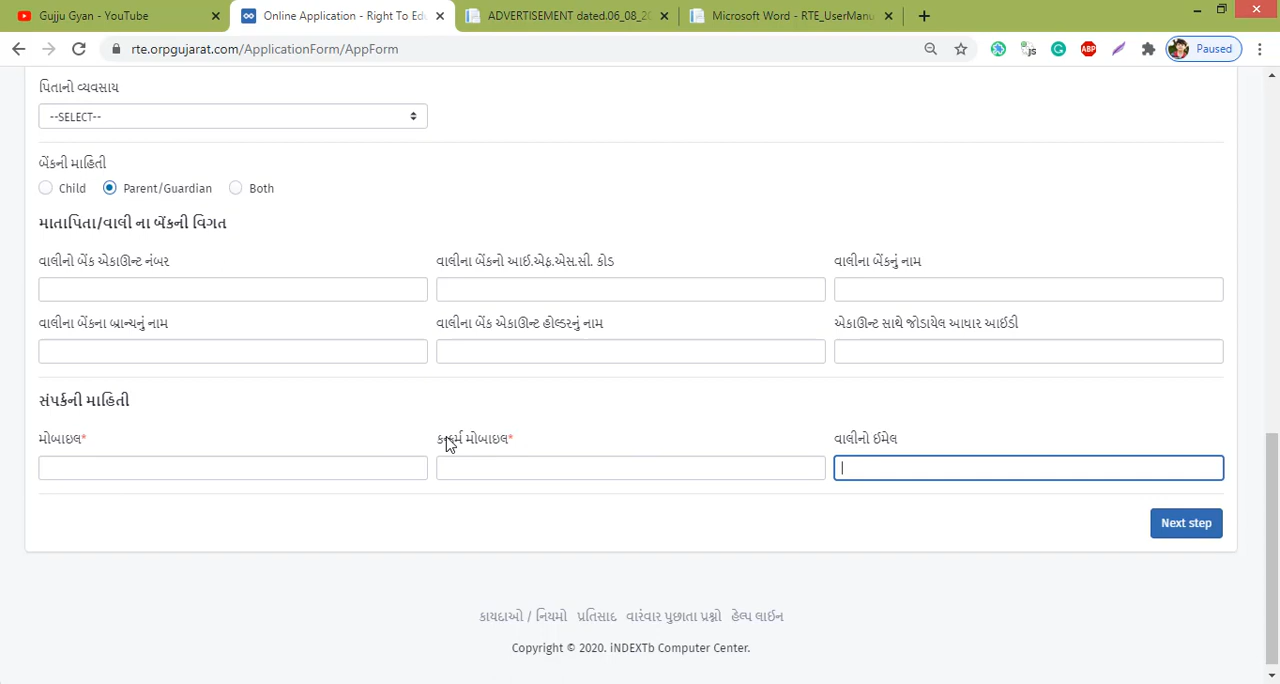 Gujju Gyan - YouTube
Online Application - Right To Edu
ADVERTISEMENT dated.06_08_20
Microsoft Word - RTE_UserManu
rte.orpgujarat.com/ApplicationForm/AppForm
Paused
પિતાનો વ્યવસાય
--SELECT--
બેંકની માહિતી
Child Parent/Guardian Both
માતાપિતા/વાલી ના બેંકની વિગત
વાલીનો બેંક એકાઉન્ટ નંબર વાલીના બેંકનો આઈ.એફ.એસ.સી. કોડ વાલીના બેંકનું નામ
વાલીના બેંકના બ્રાન્ચનું નામ વાલીના બેંક એકાઉન્ટ હોલ્ડરનું નામ એકાઉન્ટ સાથે જોડાયેલ આધાર આઈડી
સંપર્કની માહિતી
મોબાઇલ* મોબાઇલ* વાલીનો ઈમેલ
Next step
કાયદાઓ / નિયમો પ્રતિસાદ વારંવાર પુછાતા પ્રશ્નો હેલ્પ લાઈન
Copyright © 2020. iNDEXTb Computer Center.